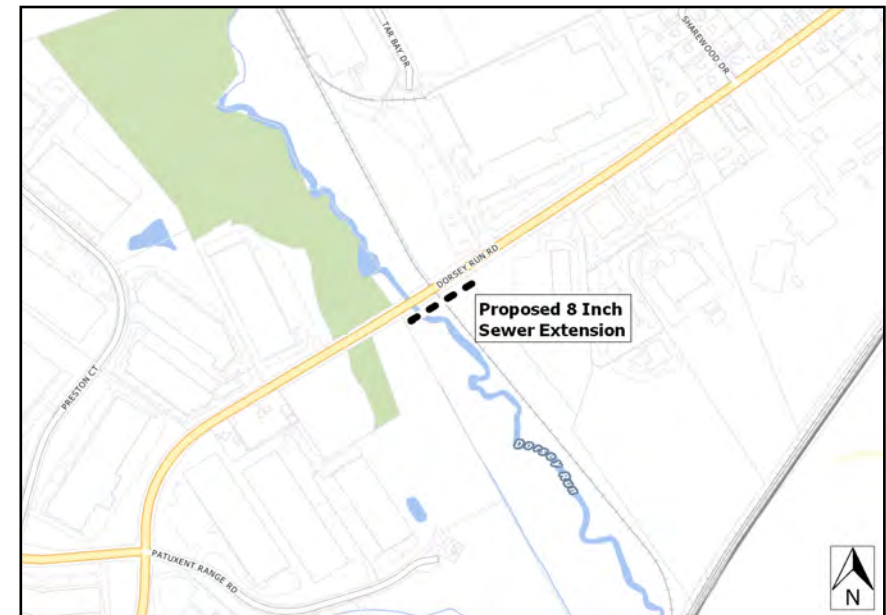 TAR BAY DR
SHAREWOOD DR
DORSEY RUN RD
Proposed 8 Inch
Sewer Extension
PRESTON CT
Dorsey Run
PATUXENT RANGE RD
N